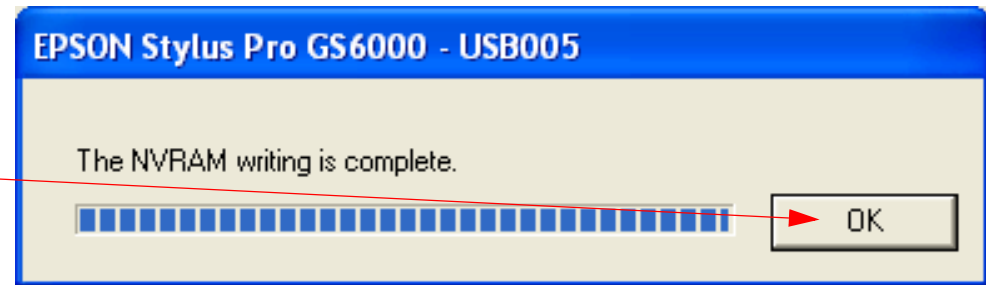 EPSON Stylus Pro GS6000 - USB005
The NVRAM writing is complete.
OK